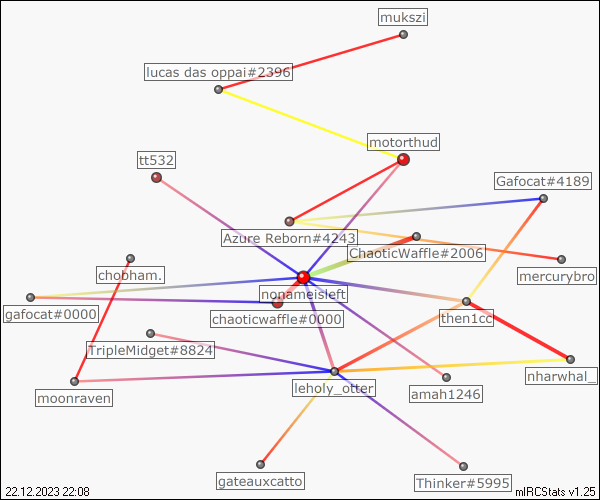 mukszi
lucas das oppai#2396
motorthud
tt532
Gafocat#4189
Azure Reborn#4243
ChaoticWaffle#2006
chobham.
mercurybro
nonameisleft
gafocat#0000
chaoticwaffle#0000
then1cc
TripleMidget#8824
nharwhal_
leholy_otter
amah1246
moonraven
gateauxcatto
Thinker#5995
22.12.2023 22:08
mIRCStats v1.25